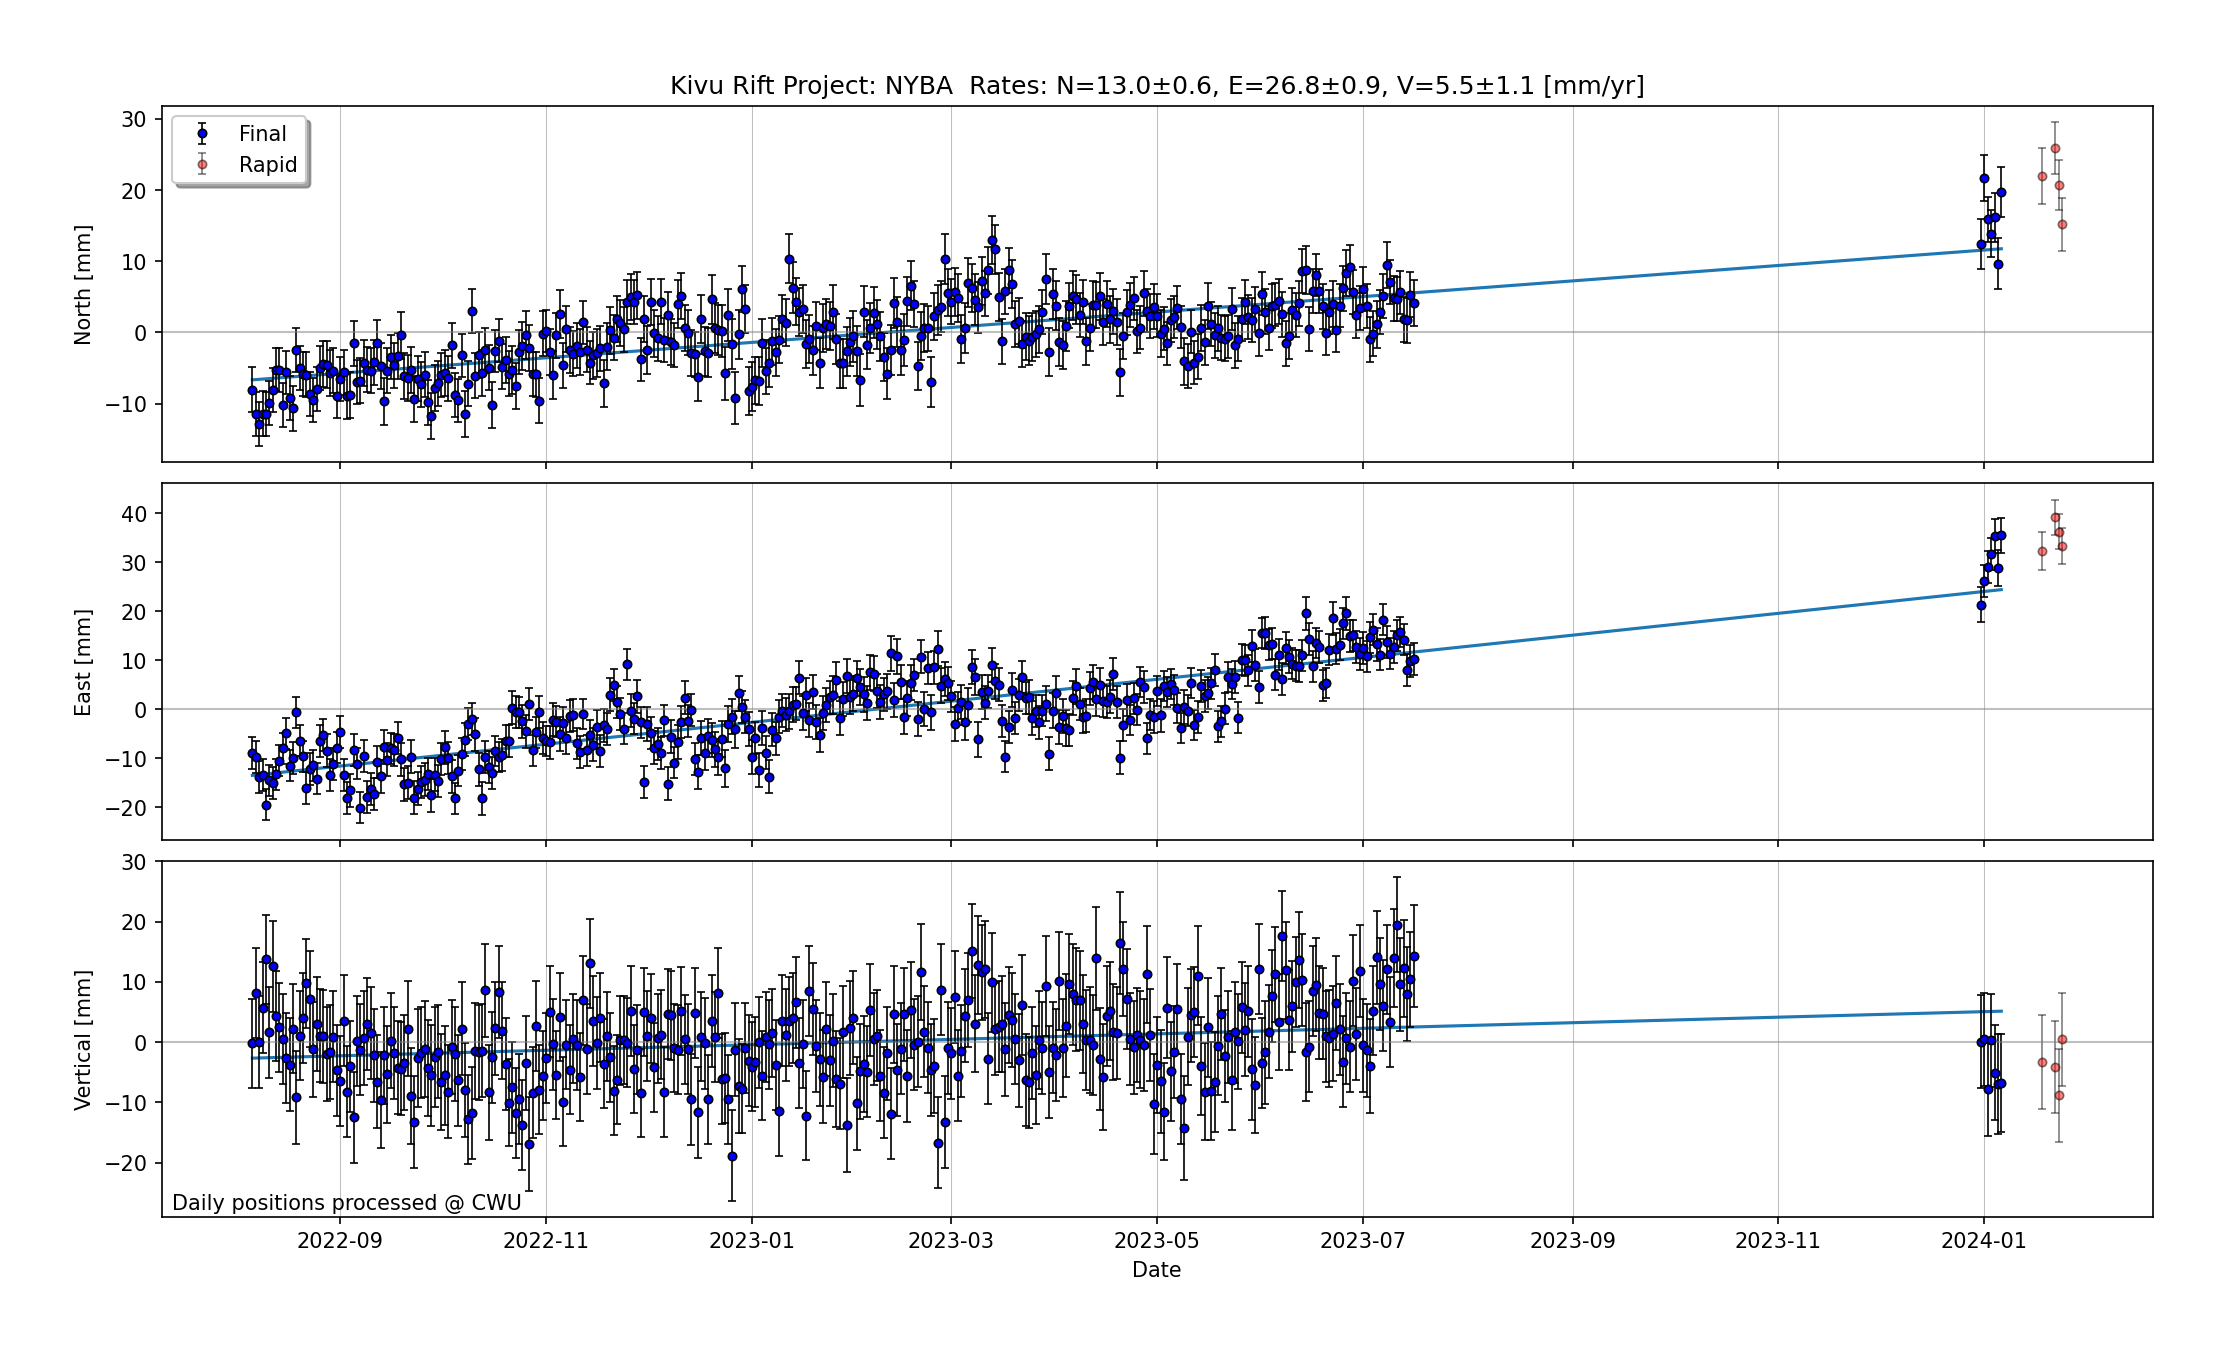 Kivu Rift Project: NYBA  Rates: N=13.0±0.6, E=26.8±0.9, V=5.5±1.1 [mm/yr]
Final
Rapid
North [mm]
30
20
10
0
−10
East [mm]
40
30
20
10
0
−10
−20
Vertical [mm]
30
20
10
0
−10
−20
Daily positions processed @ CWU
2022-09 2022-11 2023-01 2023-03 2023-05 2023-07 2023-09 2023-11 2024-01
Date